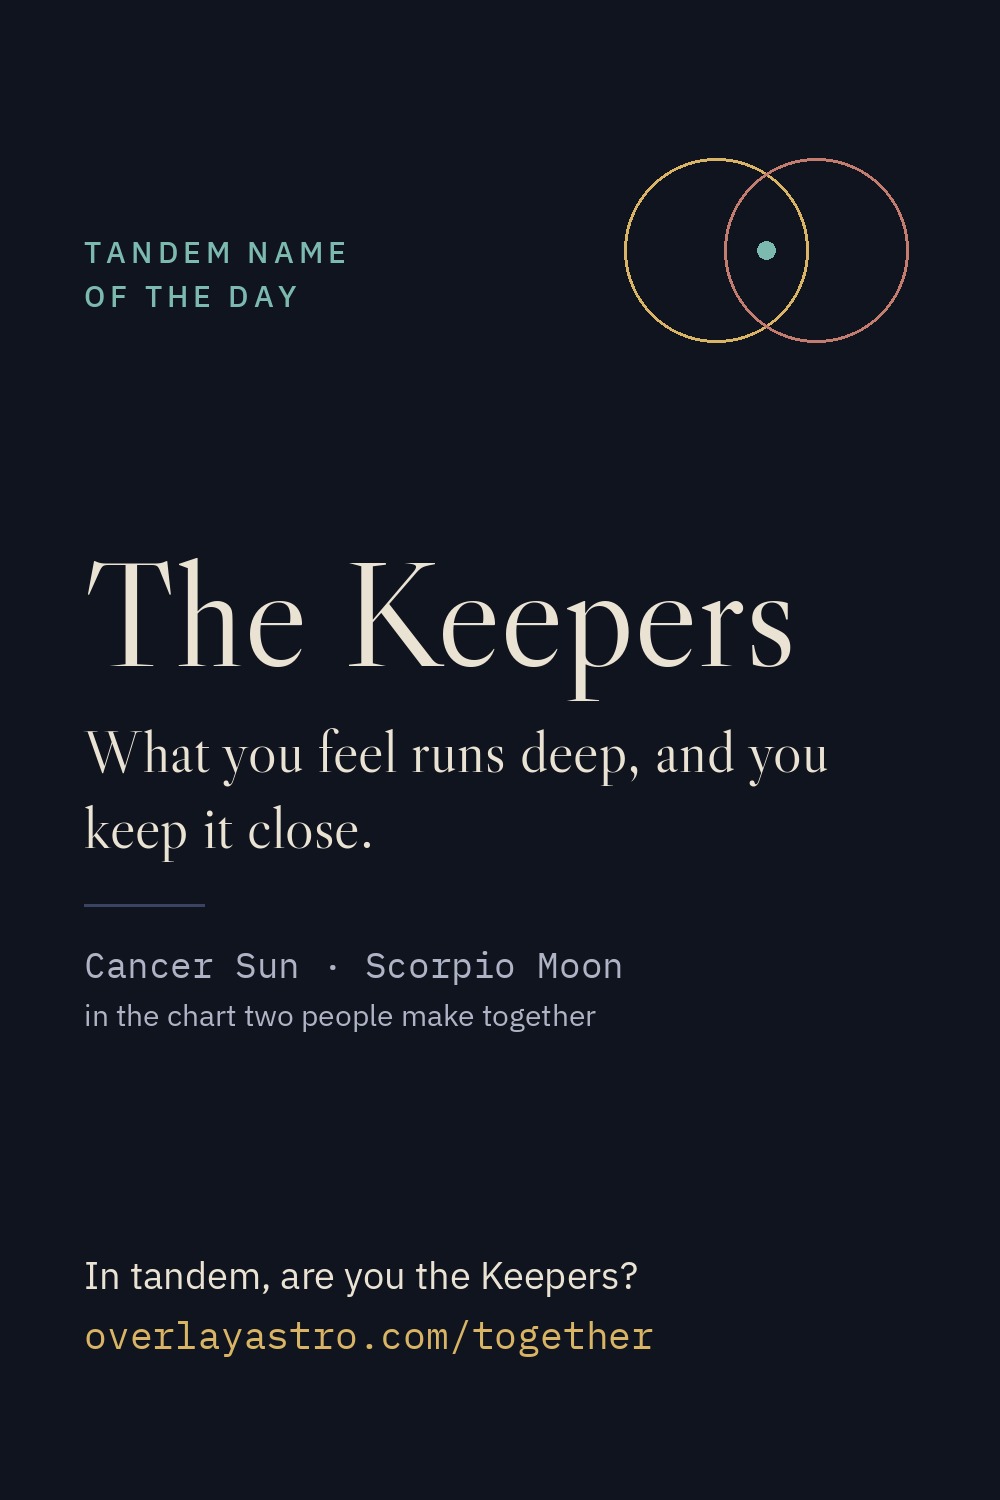 TANDEM NAME
OF THE DAY
The Keepers
What you feel runs deep, and you
keep it close.
Cancer Sun · Scorpio Moon
in the chart two people make together
In tandem, are you the Keepers?
overlayastro.com/together